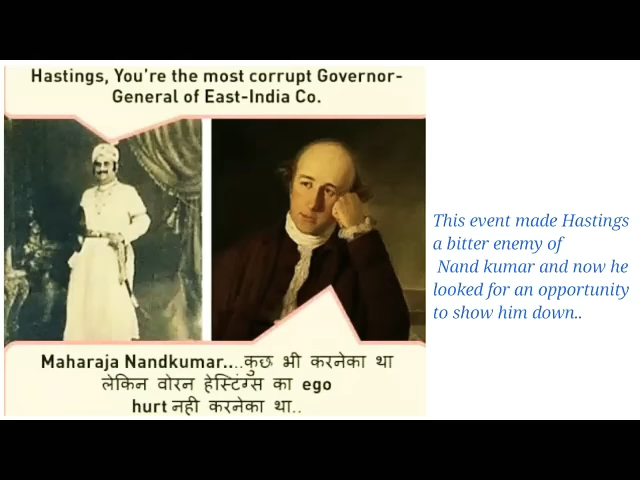 Hastings, You're the most corrupt Governor-
General of East-India Co.
This event made Hastings
a bitter enemy of
Nand kumar and now he
looked for an opportunity
to show him down..
Maharaja Nandkumar....कुछ भी करनेका था
लेकिन वोरन हेस्टिंग्स का ego
hurt नही करनेका था..